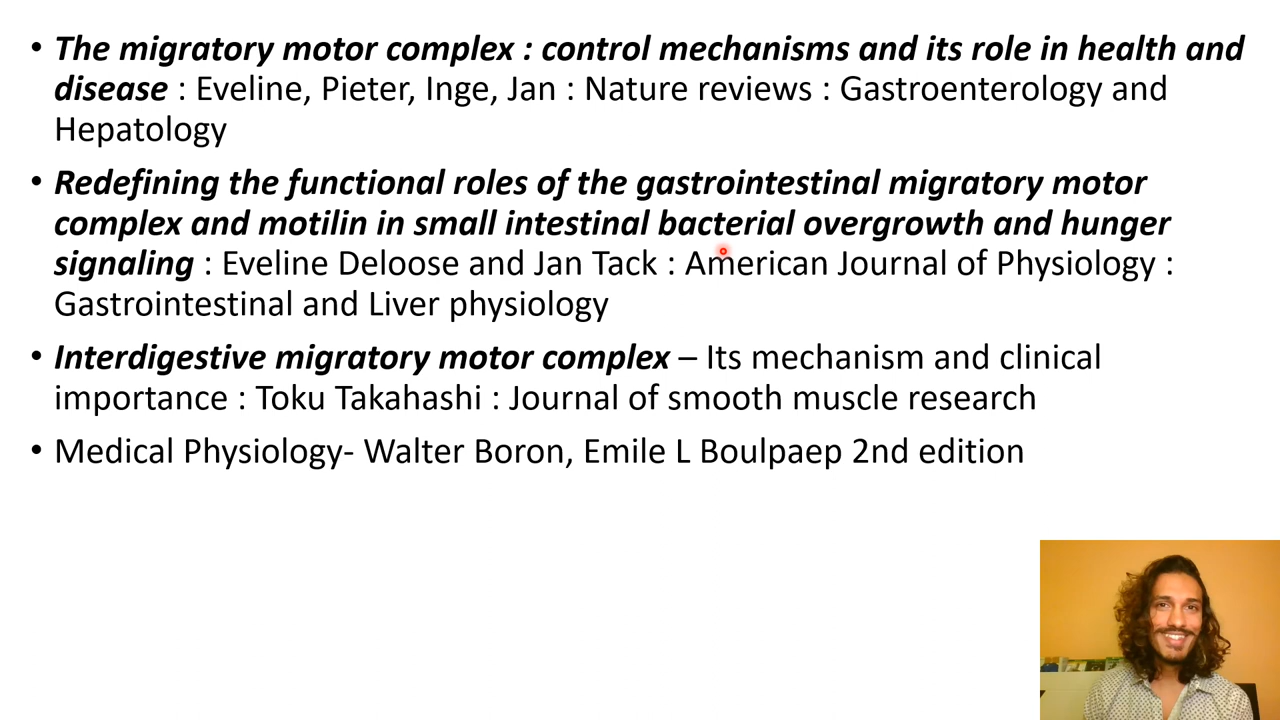 • The migratory motor complex : control mechanisms and its role in health and
disease : Eveline, Pieter, Inge, Jan : Nature reviews : Gastroenterology and
Hepatology
• Redefining the functional roles of the gastrointestinal migratory motor
complex and motilin in small intestinal bacterial overgrowth and hunger
signaling : Eveline Deloose and Jan Tack : American Journal of Physiology :
Gastrointestinal and Liver physiology
• Interdigestive migratory motor complex – Its mechanism and clinical
importance : Toku Takahashi : Journal of smooth muscle research
• Medical Physiology- Walter Boron, Emile L Boulpaep 2nd edition